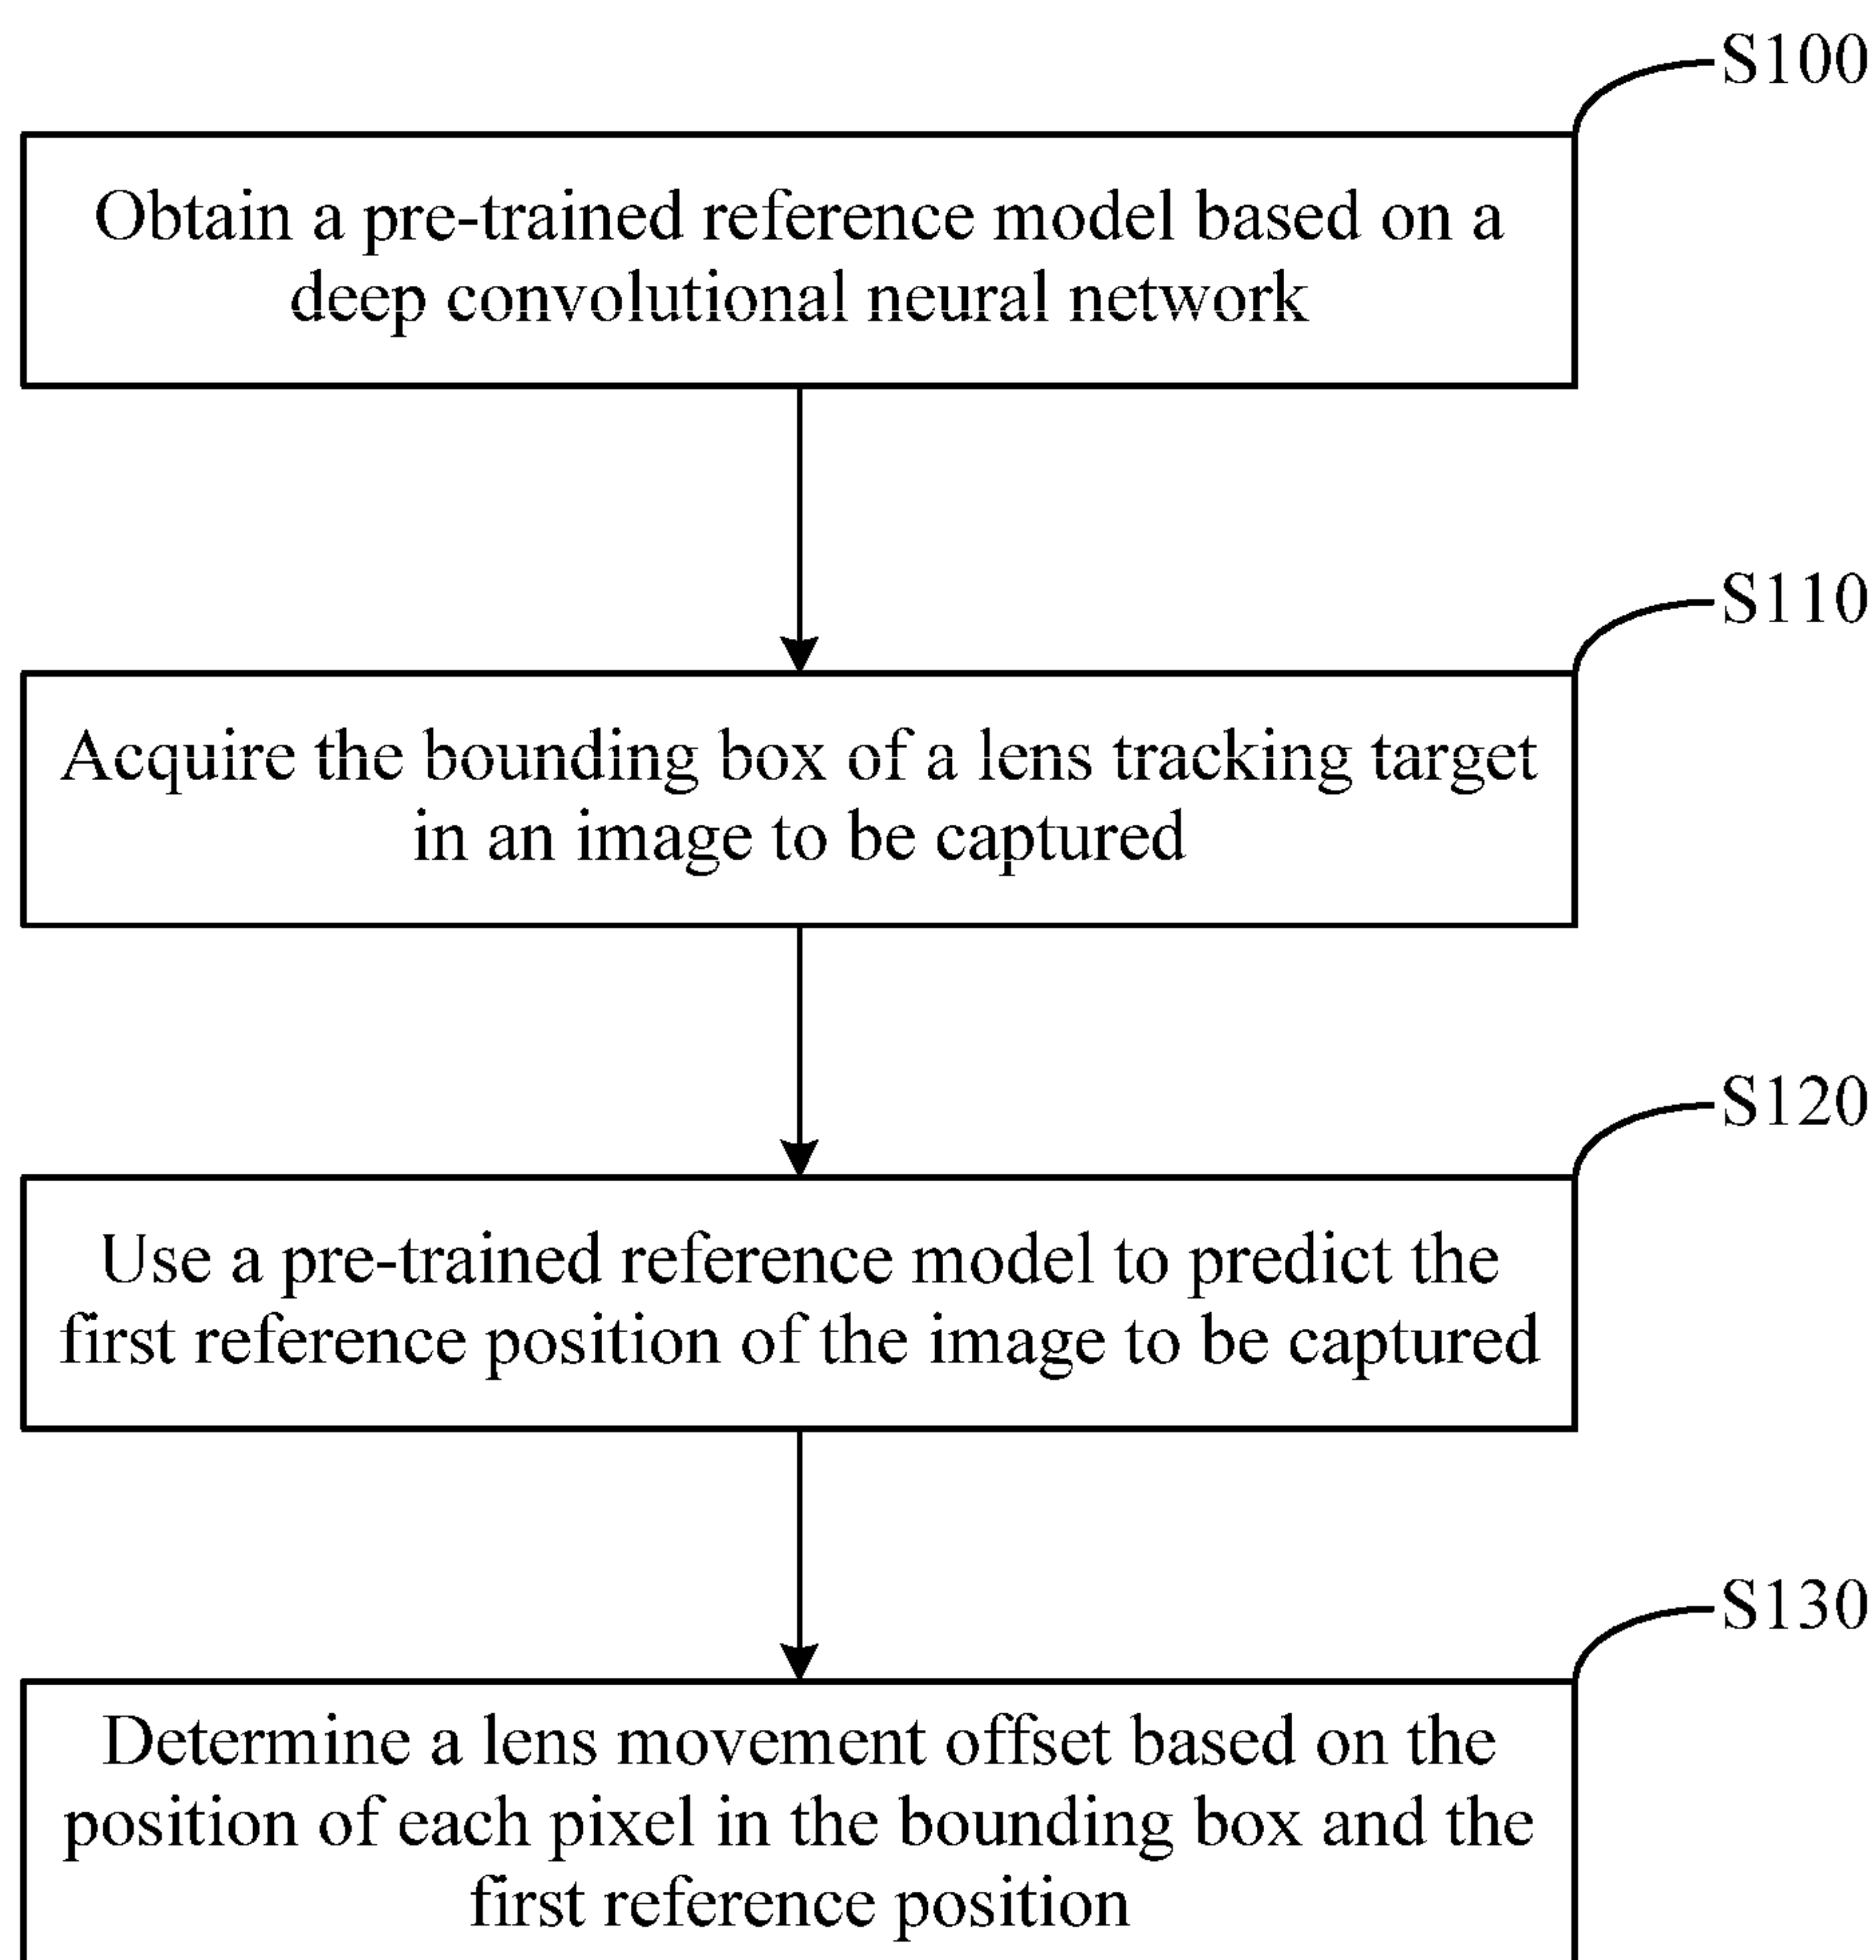 S100
Obtain a pre-trained reference model based on a
deep convolutional neural network
S110
Acquire the bounding box of a lens tracking target
in an image to be captured
S120
Use a pre-trained reference model to predict the
first reference position of the image to be captured
S130
Determine a lens movement offset based on the
position of each pixel in the bounding box and the
first reference position